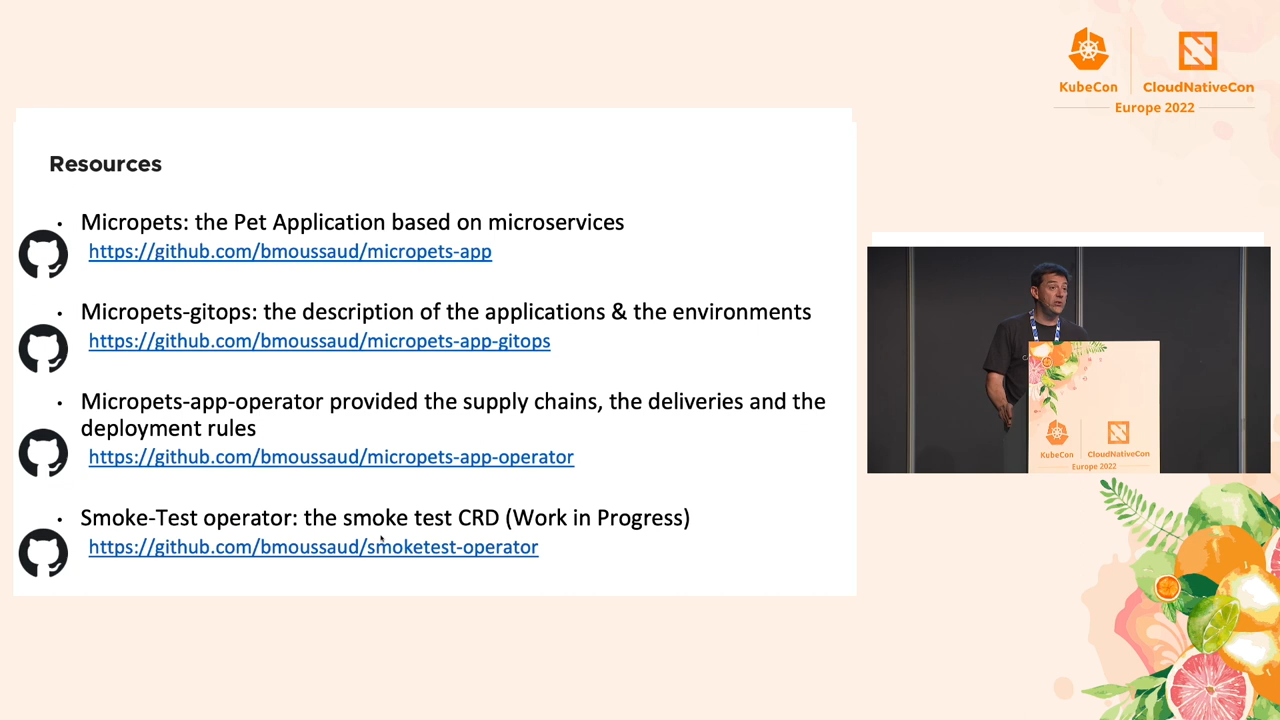 KubeCon
CloudNativeCon
Europe 2022
Resources
• Micropets: the Pet Application based on microservices
https://github.com/bmoussaud/micropets-app
• Micropets-gitops: the description of the applications & the environments
https://github.com/bmoussaud/micropets-app-gitops
• Micropets-app-operator provided the supply chains, the deliveries and the
deployment rules
https://github.com/bmoussaud/micropets-app-operator
• Smoke-Test operator: the smoke test CRD (Work in Progress)
https://github.com/bmoussaud/smoketest-operator
KubeCon
CloudNativeCon
Europe 2022